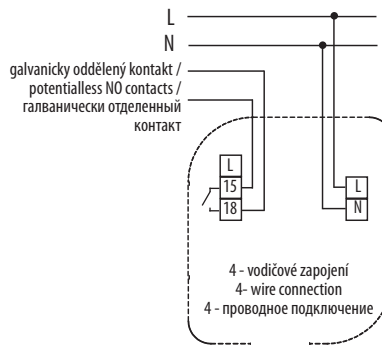 L
N
galvanicky oddělený kontakt /
potentialless NO contacts /
галванически отделенный
контакт
L
15
18
L
N
4 - vodičové zapojení
4- wire connection
4 - проводное подключение